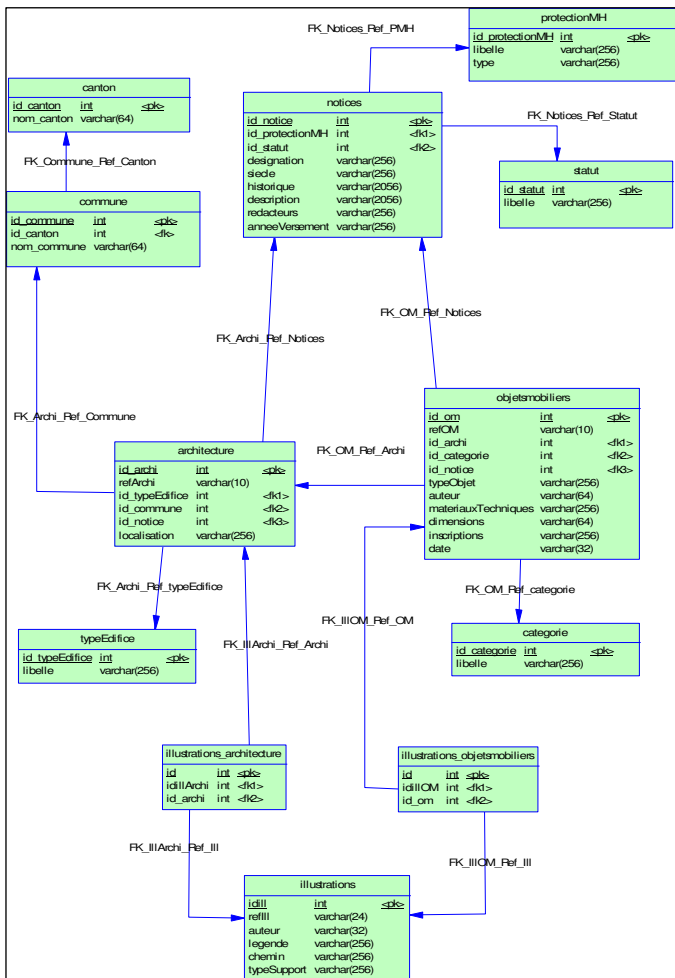 protectionMH
id_protectionMH int <pk>
libelle varchar(256)
type varchar(256)
FK_Notices_Ref_PMH
canton
id_canton int <pk>
nom_canton varchar(64)
notices
id_notice int <pk>
id_protectionMH int <fk1>
id_statut int <fk2>
designation varchar(256)
siecle varchar(256)
historique varchar(2056)
description varchar(2056)
redacteurs varchar(256)
anneeVersement varchar(256)
FK_Notices_Ref_Statut
FK_Commune_Ref_Canton
statut
id_statut int <pk>
libelle varchar(256)
commune
id_commune int <pk>
id_canton int <fk>
nom_commune varchar(64)
FK_OM_Ref_Notices
FK_Archi_Ref_Notices
FK_Archi_Ref_Commune
objetsmobiliers
id_om int <pk>
refOM varchar(10)
id_archi int <fk1>
id_categorie int <fk2>
id_notice int <fk3>
typeObjet varchar(256)
auteur varchar(64)
materiauxTechniques varchar(256)
dimensions varchar(64)
inscriptions varchar(256)
date varchar(32)
FK_OM_Ref_Archi
architecture
id_archi int <pk>
refArchi varchar(10)
id_typeEdifice int <fk1>
id_commune int <fk2>
id_notice int <fk3>
localisation varchar(256)
FK_Archi_Ref_typeEdifice
FK_OM_Ref_categorie
FK_IllOM_Ref_OM
typeEdifice
id_typeEdifice int <pk>
libelle varchar(256)
FK_IllArchi_Ref_Archi
categorie
id_categorie int <pk>
libelle varchar(256)
illustrations_architecture
id int <pk>
idillArchi int <fk1>
id_archi int <fk2>
illustrations_objetsmobiliers
id int <pk>
idillOM int <fk1>
id_om int <fk2>
FK_IllArchi_Ref_Ill
FK_IllOM_Ref_Ill
illustrations
idill int <pk>
refill varchar(24)
auteur varchar(32)
legende varchar(256)
chemin varchar(256)
typeSupport varchar(256)